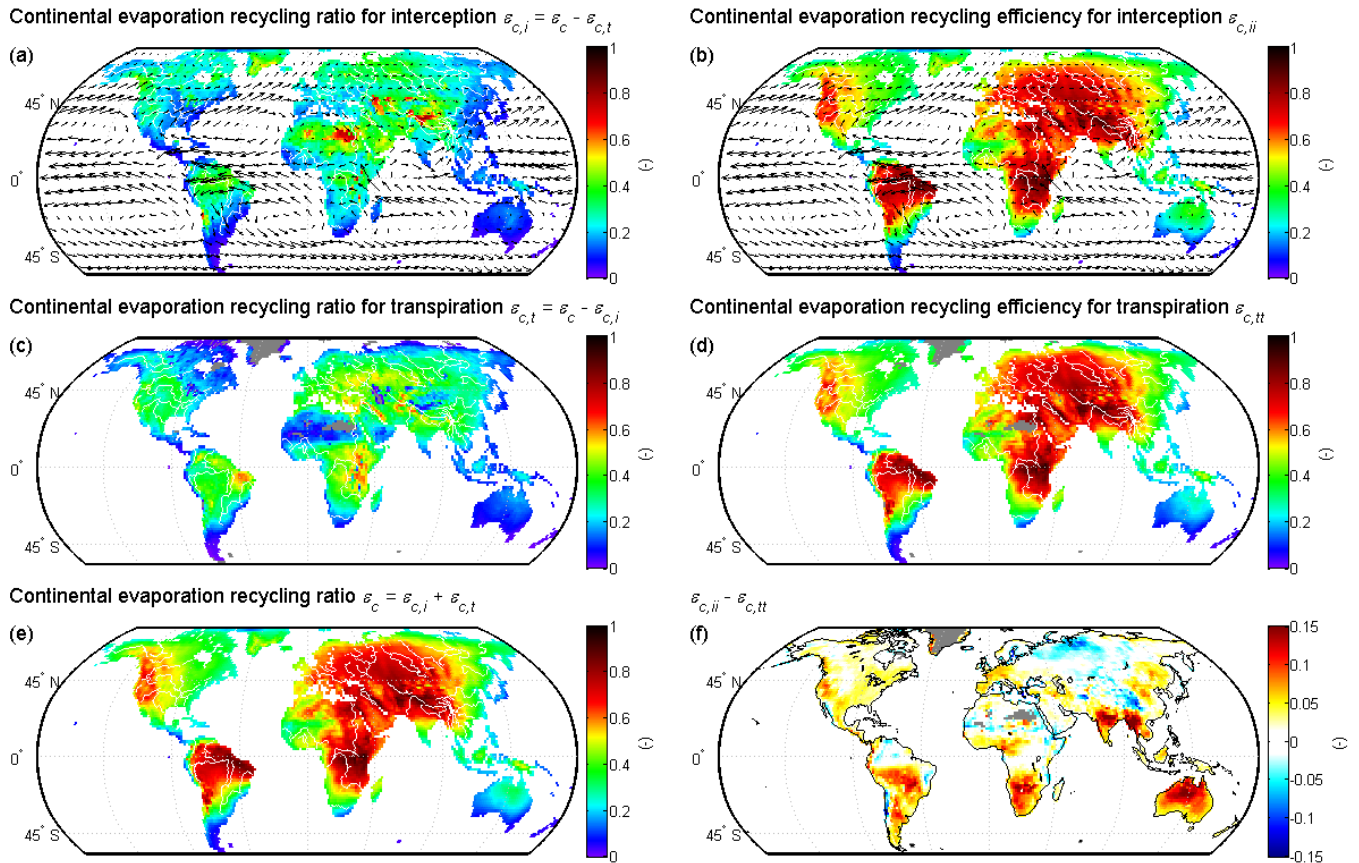 Continental evaporation recycling ratio for interception εc,i = εc - εc,t
(a)
45° N
0°
45° S
1
0.8
0.6
0.4
0.2
0
(-)
Continental evaporation recycling efficiency for interception εc,ii
(b)
45° N
0°
45° S
1
0.8
0.6
0.4
0.2
0
(-)
Continental evaporation recycling ratio for transpiration εc,t = εc - εc,i
(c)
45° N
0°
45° S
1
0.8
0.6
0.4
0.2
0
(-)
Continental evaporation recycling efficiency for transpiration εc,tt
(d)
45° N
0°
45° S
1
0.8
0.6
0.4
0.2
0
(-)
Continental evaporation recycling ratio εc = εc,i + εc,t
(e)
45° N
0°
45° S
1
0.8
0.6
0.4
0.2
0
(-)
εc,ii - εc,tt
(f)
45° N
0°
45° S
0.15
0.1
0.05
0
-0.05
-0.1
-0.15
(-)